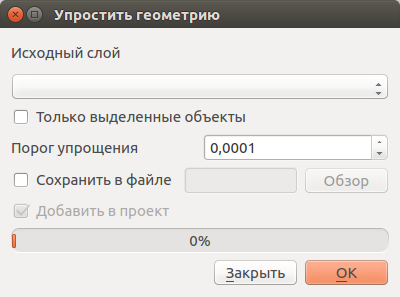 Упростить геометрию
Исходный слой
Только выделенные объекты
Порог упрощения 0,0001
Сохранить в файле Обзор
Добавить в проект
0%
Закрыть OK